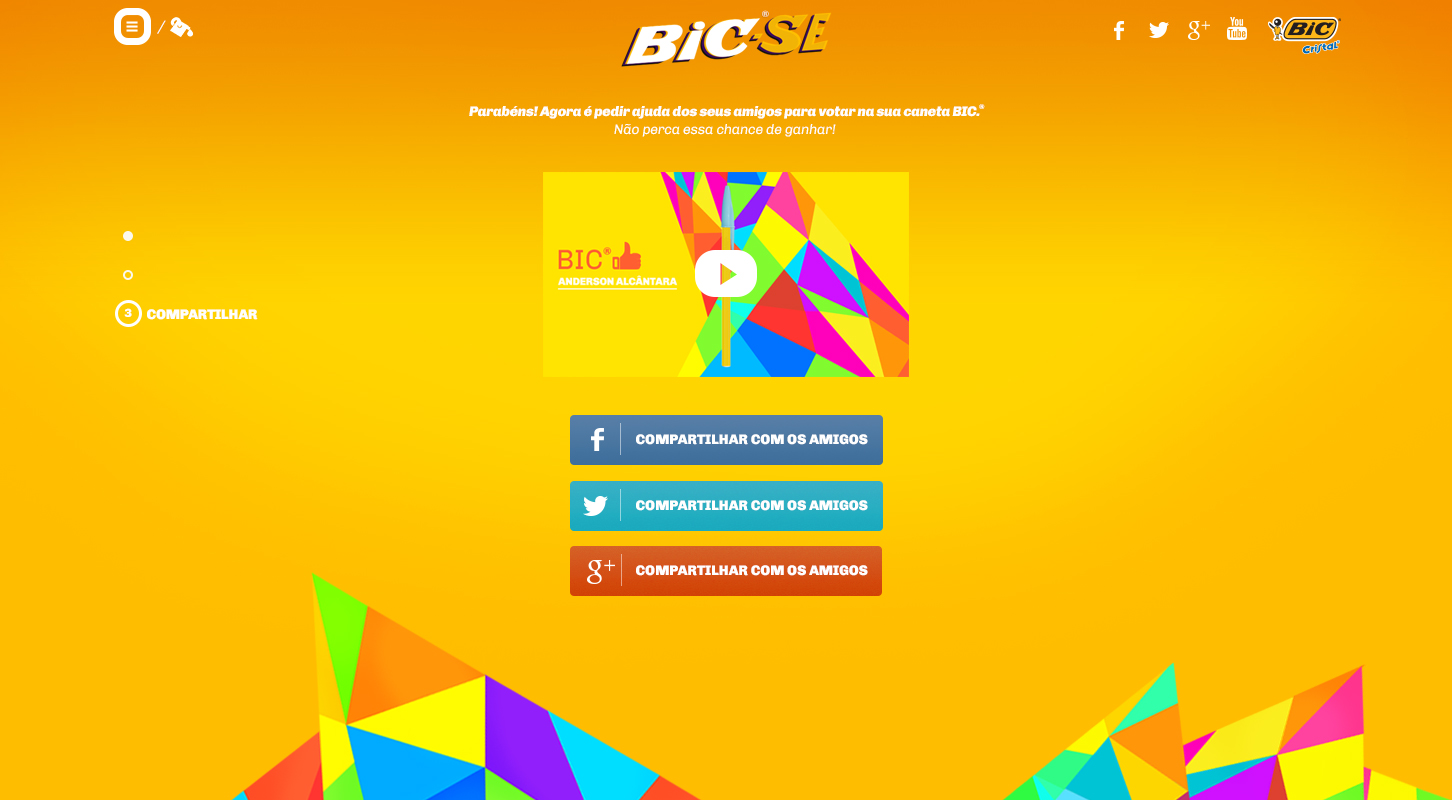 /
BiC-SE®
f
g+
You
Tube
BiC®
Cristal®
Parabéns! Agora é pedir ajuda dos seus amigos para votar na sua caneta BIC.®
Não perca essa chance de ganhar!
BIC®
ANDERSON ALCÂNTARA
3 COMPARTILHAR
f COMPARTILHAR COM OS AMIGOS
COMPARTILHAR COM OS AMIGOS
g+ COMPARTILHAR COM OS AMIGOS